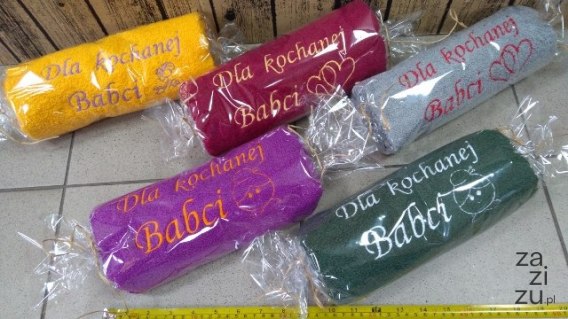 Dla kochanej
Babci
Dla kochanej
Babci
Dla kochanej
Babci
Dla kochanej
Babci
Dla kochanej
Babci
za
zi
zu.pl